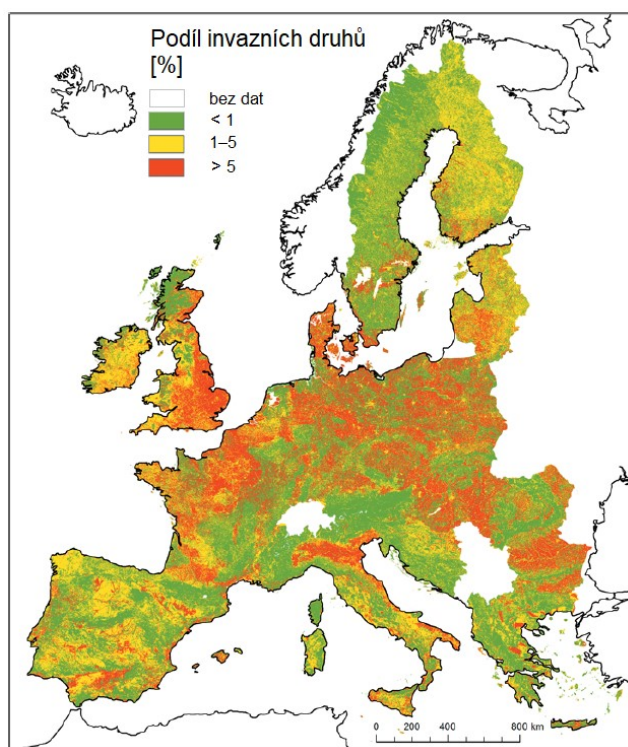 Podíl invazních druhů
[%]
bez dat
< 1
1–5
> 5
0 200 400 800 km